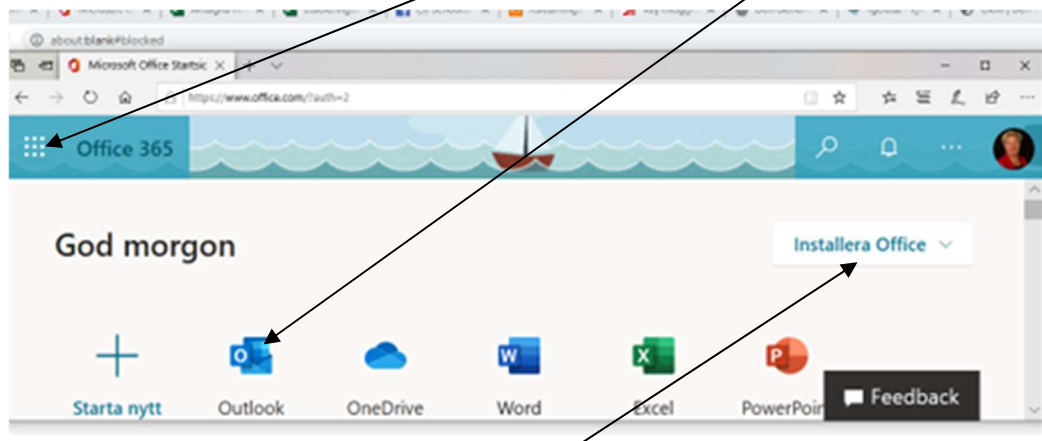 about:blank#blocked
Microsoft Office Startsic
https://www.office.com/?auth=2
Office 365
God morgon
Installera Office
Starta nytt
Outlook
OneDrive
Word
Excel
PowerPoir
Feedback